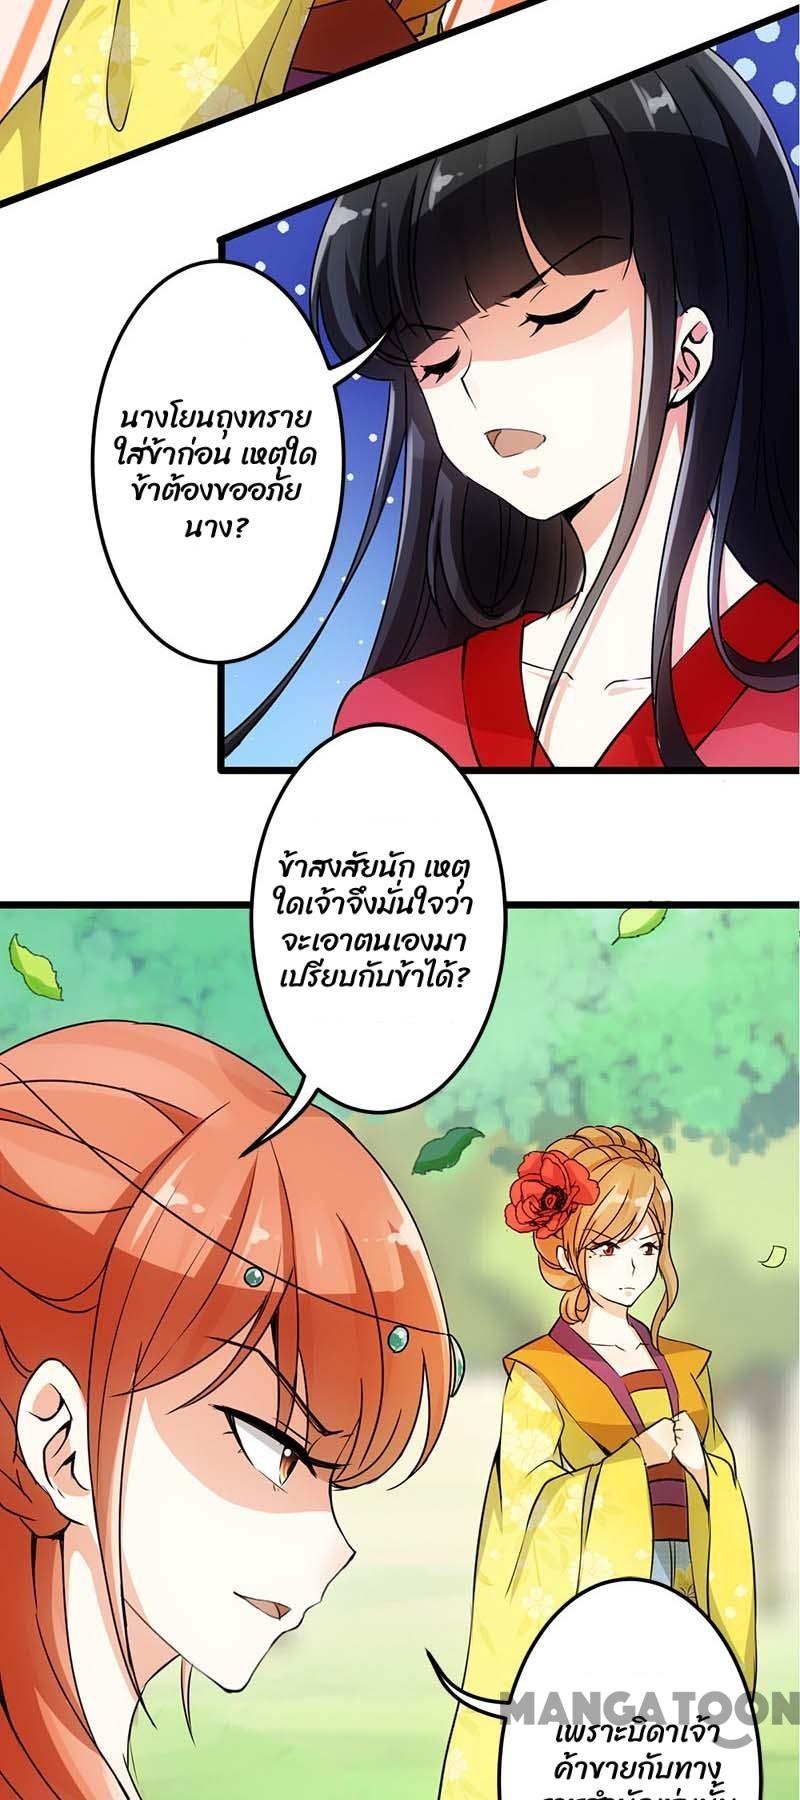 นางโยนถุงทราย
ใส่ข้าก่อน เหตุใด
ข้าต้องขออภัย
นาง?
ข้าสงสัยนัก เหตุ
ใดเจ้าจึงมั่นใจว่า
จะเอาตนเองมา
เปรียบกับข้าได้?
MANGATOON
เพราะบิดาเจ้า
ค้าขายกับทาง